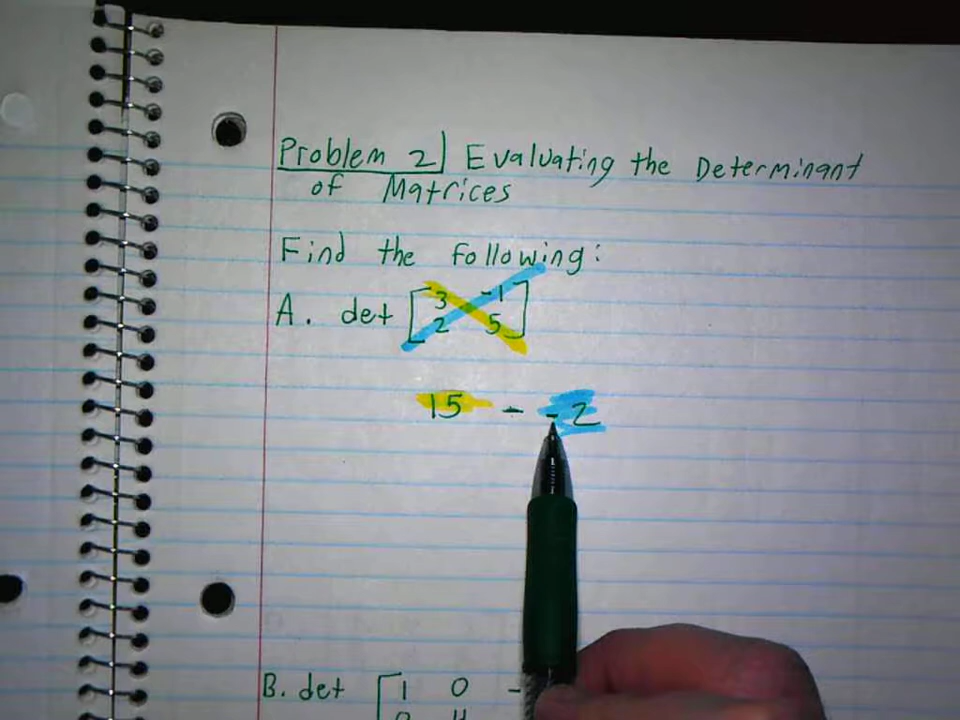 Problem 2] Evaluating the Determinant
of Matrices
Find the following:
A. det [3 -1
2 5]
15 - -2
B. det [1 0 -